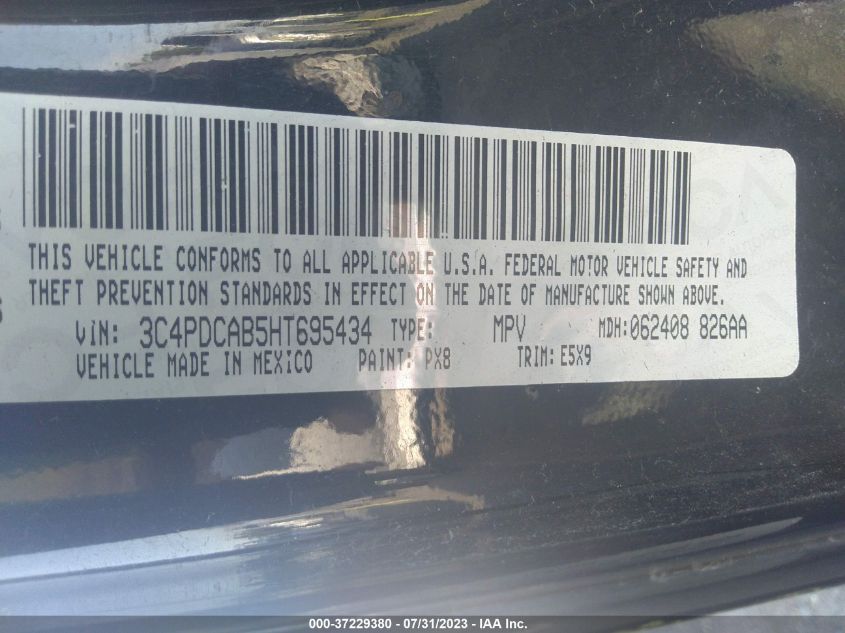 THIS VEHICLE CONFORMS TO ALL APPLICABLE U.S.A. FEDERAL MOTOR VEHICLE SAFETY AND
THEFT PREVENTION STANDARDS IN EFFECT ON THE DATE OF MANUFACTURE SHOWN ABOVE.
VIN: 3C4PDCAB5HT695434 TYPE: MPV MDH:062408 826AA
VEHICLE MADE IN MEXICO PAINT: PX8 TRIM: E5X9
000-37229380 / 07/31/2023 - IAA Inc.